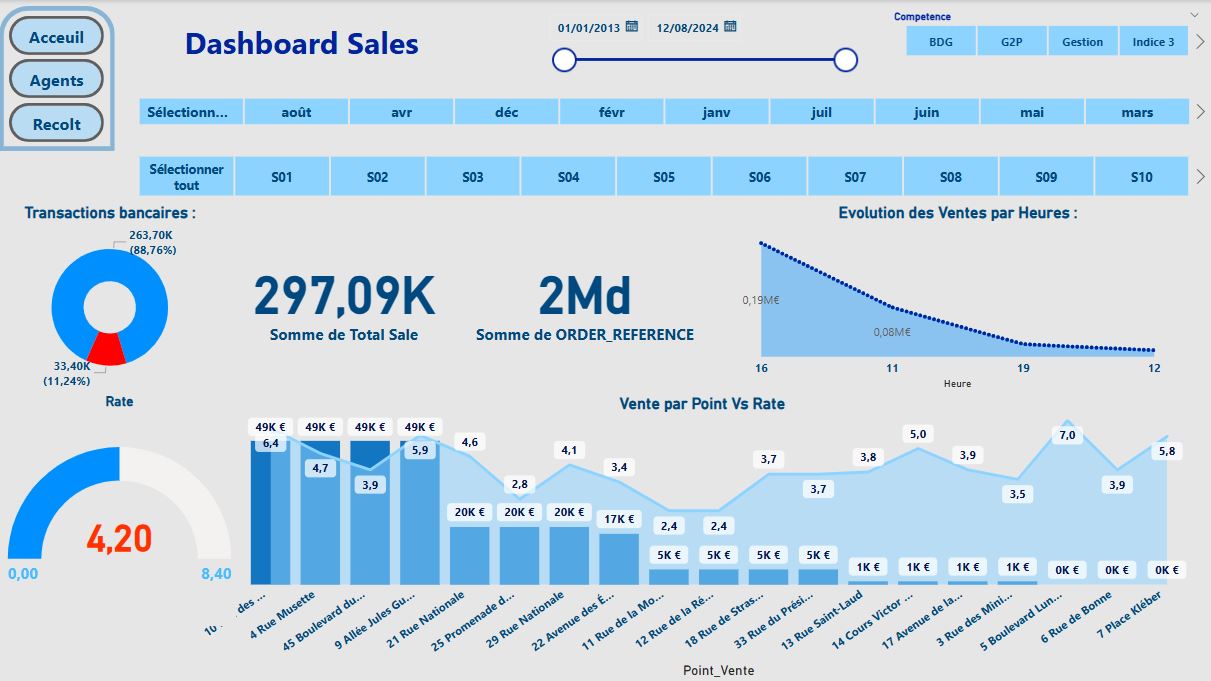 Acceuil
Agents
Recolt
Dashboard Sales
01/01/2013
12/08/2024
Competence
BDG
G2P
Gestion
Indice 3
Sélectionn...
août
avr
déc
févr
janv
juil
juin
mai
mars
Sélectionner
tout
S01
S02
S03
S04
S05
S06
S07
S08
S09
S10
Transactions bancaires :
263,70K
(88,76%)
33,40K
(11,24%)
297,09K
Somme de Total Sale
2Md
Somme de ORDER_REFERENCE
Evolution des Ventes par Heures :
0,19M€
0,08M€
16
11
19
12
Heure
Rate
4,20
0,00
8,40
Vente par Point Vs Rate
49K €
49K €
49K €
49K €
20K €
20K €
20K €
17K €
5K €
5K €
5K €
5K €
1K €
1K €
1K €
1K €
0K €
0K €
0K €
6,4
4,7
3,9
5,9
4,6
2,8
4,1
3,4
2,4
2,4
3,7
3,7
3,8
5,0
3,9
3,5
7,0
3,9
5,8
des ...
4 Rue Musette
45 Boulevard du...
9 Allée Jules Gu...
21 Rue Nationale
25 Promenade d...
29 Rue Nationale
22 Avenue des É...
11 Rue de la Mo...
12 Rue de la Ré...
18 Rue de Stras...
33 Rue du Prési...
13 Rue Saint-Laud
14 Cours Victor ...
17 Avenue de la...
3 Rue des Mini...
5 Boulevard Lun...
6 Rue de Bonne
7 Place Kléber
Point_Vente